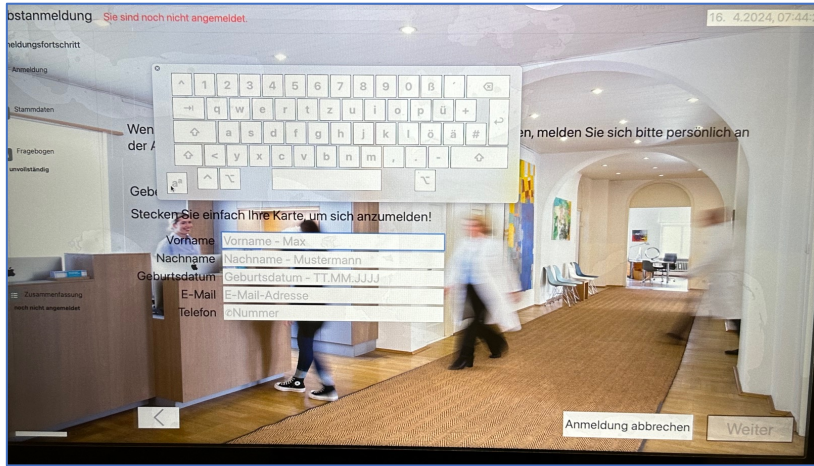 bstanmeldung Sie sind noch nicht angemeldet.
16. 4.2024, 07:44:
neldungsfortschritt
Anmeldung
^ 1 2 3 4 5 6 7 8 9 0 ß ´
q w e r t z u i o p ü +
Stammdaten
a s d f g h j k l ö ä #
Wen
en, melden Sie sich bitte persönlich an
der A
Fragebogen
< y x c v b n m , . -
unvollständig
^
Gebe
Stecken Sie einfach Ihre Karte, um sich anzumelden!
Vorname Vorname - Max
Nachname Nachname - Mustermann
Geburtsdatum Geburtsdatum - TT.MM.JJJJ
E-Mail E-Mail-Adresse
Zusammenfassung
noch nicht angemeldet
Telefon cNummer
Anmeldung abbrechen
Weiter